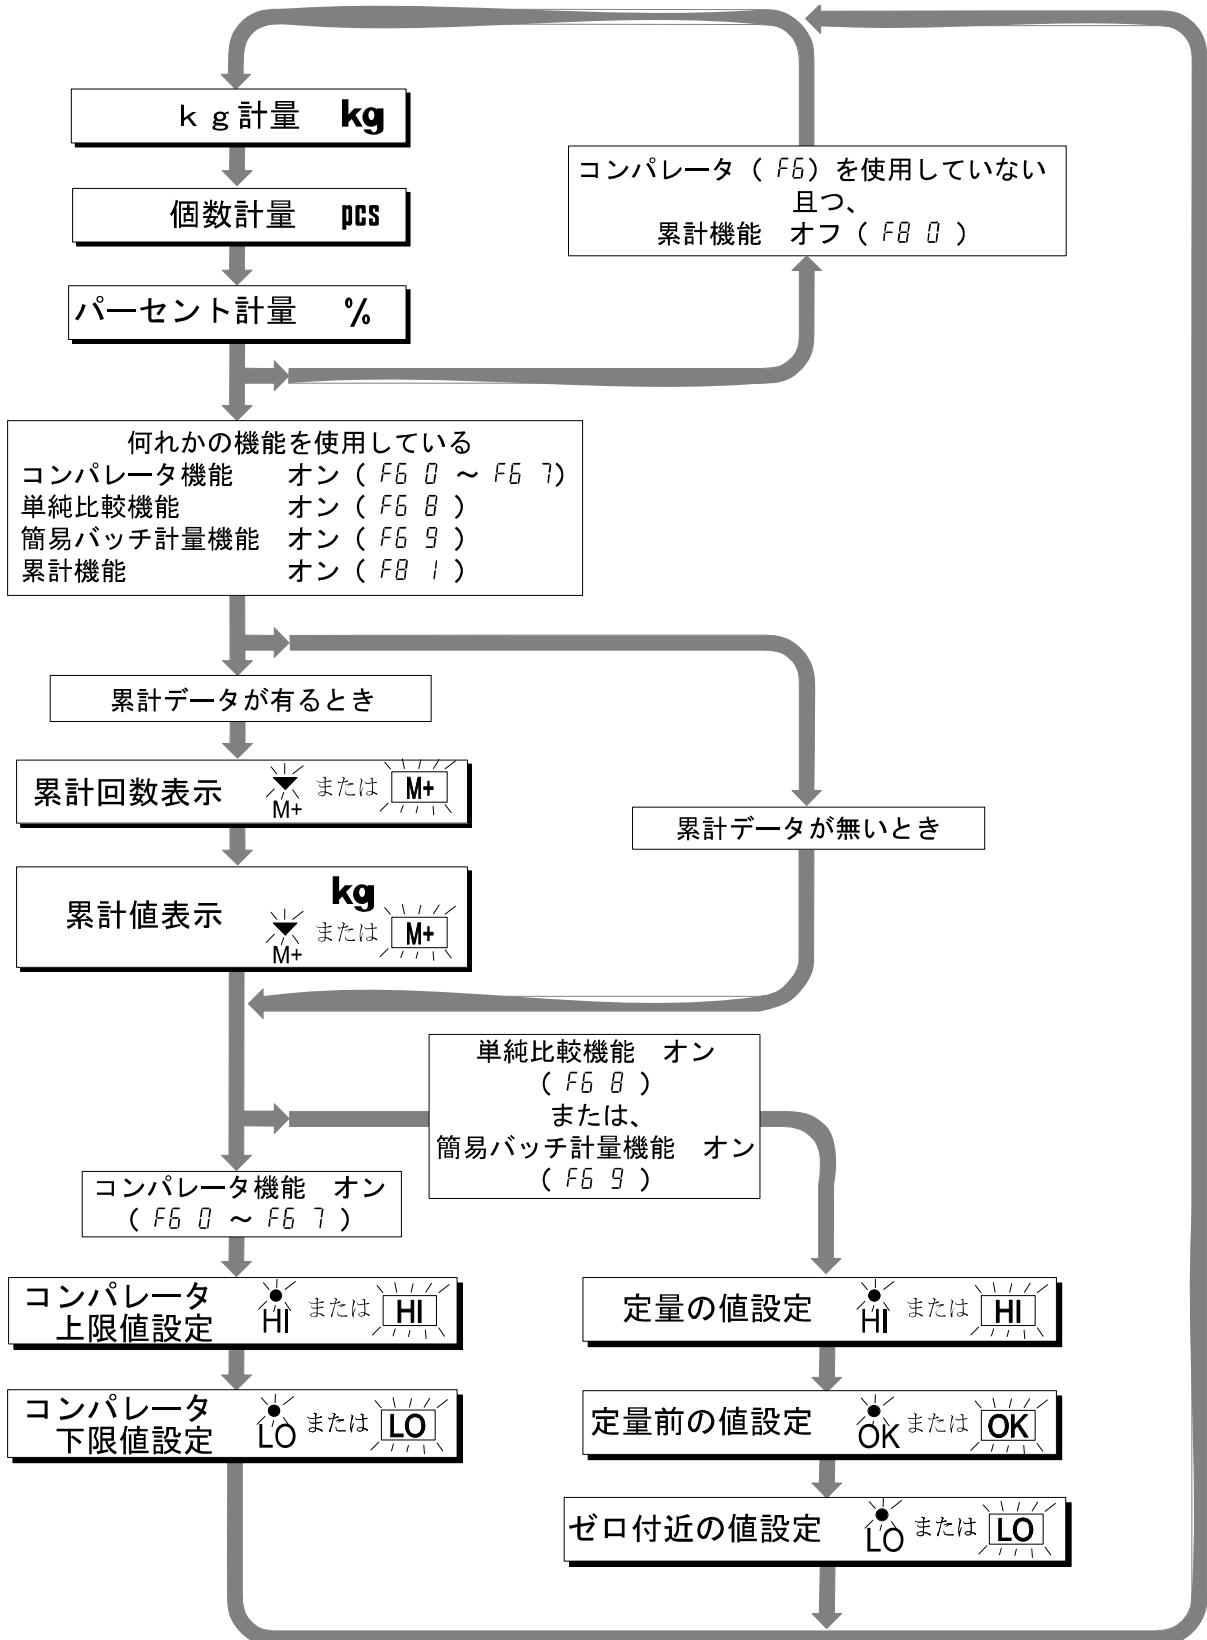 ｋｇ計量 kg
個数計量 pcs
パーセント計量 %
コンパレータ（ F6）を使用していない
且つ、
累計機能 オフ（ F8 0 ）
何れかの機能を使用している
コンパレータ機能 オン（ F6 0 ～ F6 7）
単純比較機能 オン（ F6 8 ）
簡易バッチ計量機能 オン（ F6 9 ）
累計機能 オン（ F8 1 ）
累計データが有るとき
累計回数表示 M+ または M+
累計データが無いとき
kg
累計値表示 M+ または M+
単純比較機能 オン
（ F6 8 ）
または、
簡易バッチ計量機能 オン
（ F6 9 ）
コンパレータ機能 オン
（ F6 0 ～ F6 7 ）
コンパレータ
上限値設定 HI または HI
コンパレータ
下限値設定 LO または LO
定量の値設定 HI または HI
定量前の値設定 OK または OK
ゼロ付近の値設定 LO または LO